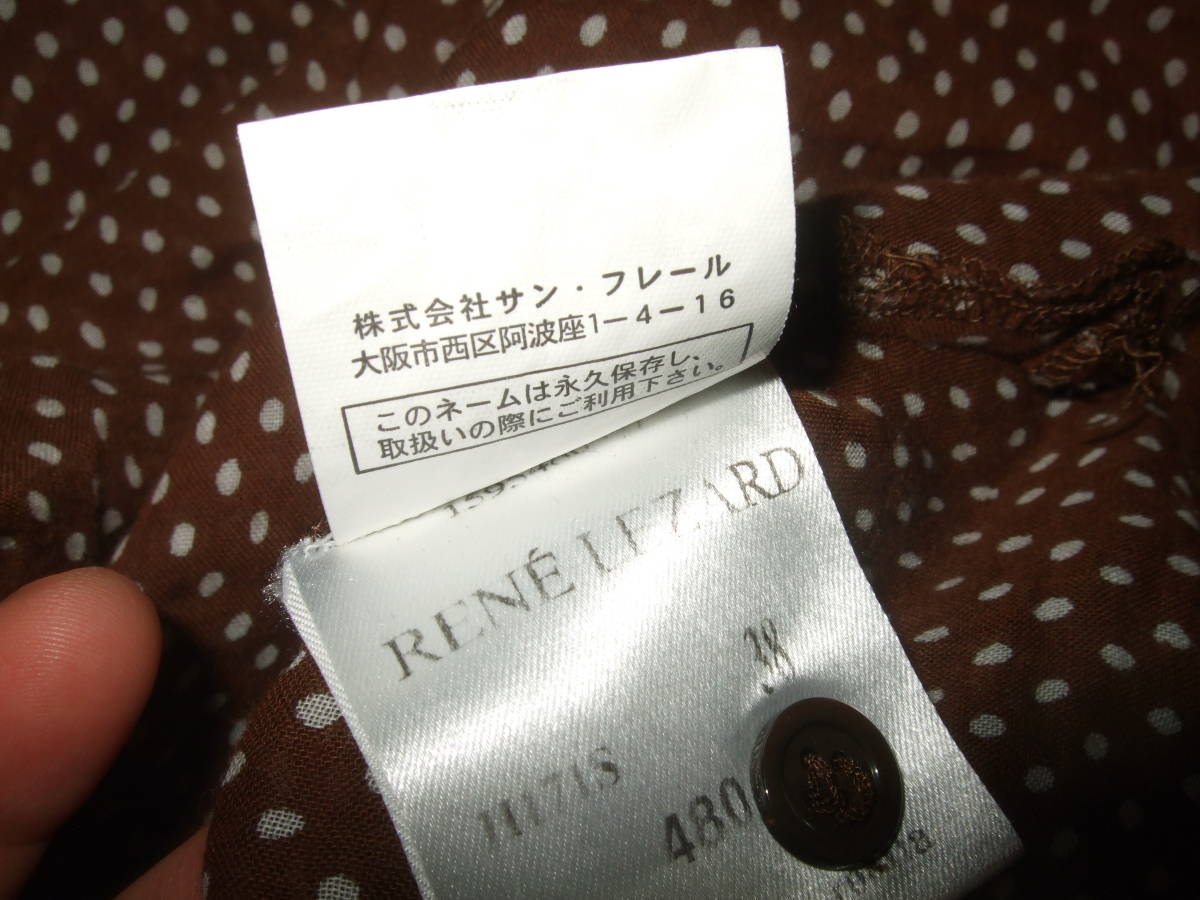 株式会社サン・フレール
大阪市西区阿波座1-4-16
このネームは永久保存し、
取扱いの際にご利用下さい。
RENÉ LEZARD
38
480